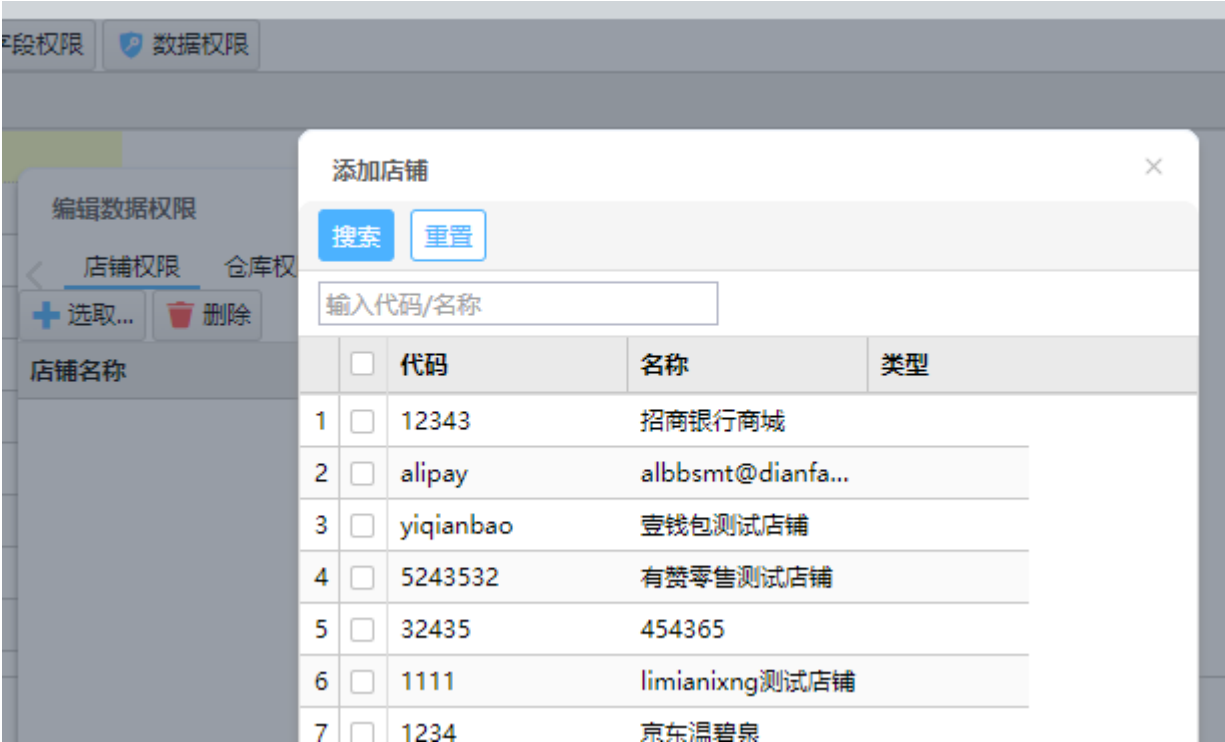 字段权限 数据权限
添加店铺
编辑数据权限
搜索 重置
店铺权限 仓库权
选取... 删除
输入代码/名称
店铺名称
代码 名称 类型
1 12343 招商银行商城
2 alipay albbsmt@dianfa...
3 yiqianbao 壹钱包测试店铺
4 5243532 有赞零售测试店铺
5 32435 454365
6 1111 limianixng测试店铺
7 1234 京东温碧泉